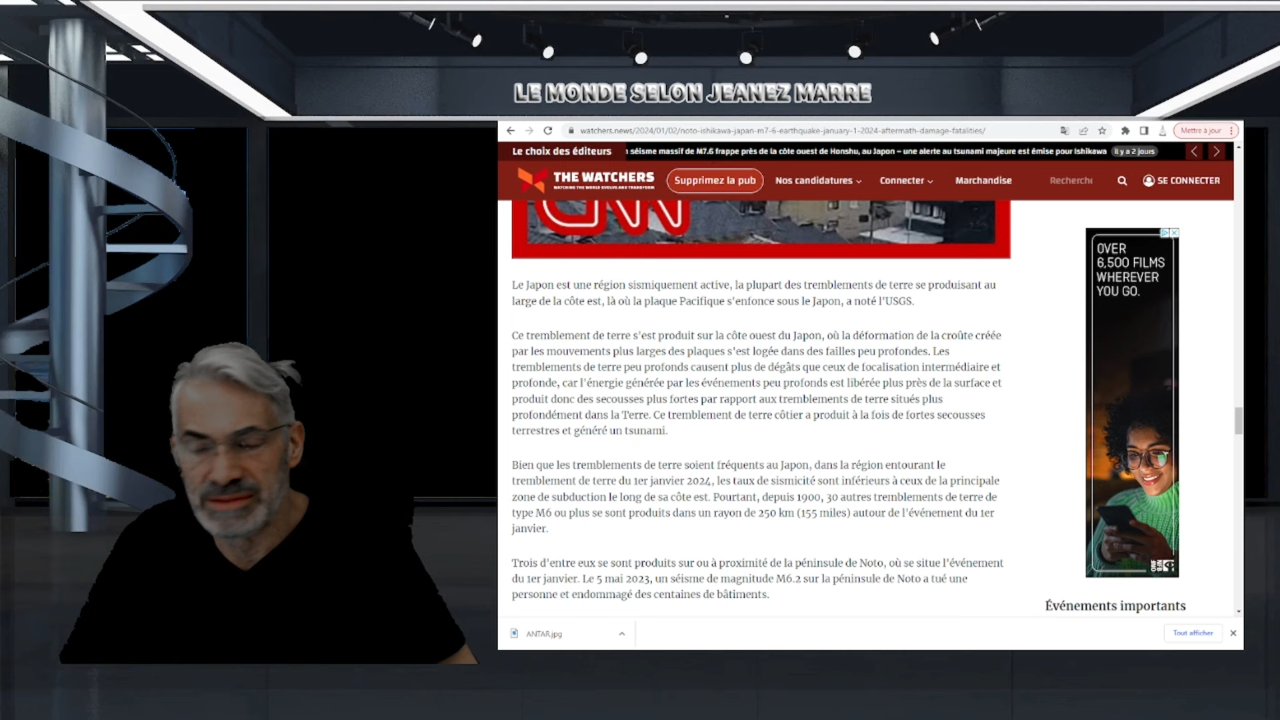 LE MONDE SELON JEANEZ MARRE
watchers.news/2024/01/02/noto-ishikawa-japan-m7-6-earthquake-january-1-2024-aftermath-damage-fatalities/
Mettre à jour
Le choix des éditeurs
séisme massif de M7.6 frappe près de la côte ouest de Honshu, au Japon – une alerte au tsunami majeure est émise pour Ishikawa
Il y a 2 jours
THE WATCHERS
WATCHING THE WORLD EVOLVE AND TRANSFORM
Supprimez la pub
Nos candidatures
Connecter
Marchandise
Recherche
SE CONNECTER
CNN
Le Japon est une région sismiquement active, la plupart des tremblements de terre se produisant au
large de la côte est, là où la plaque Pacifique s'enfonce sous le Japon, a noté l'USGS.
Ce tremblement de terre s'est produit sur la côte ouest du Japon, où la déformation de la croûte créée
par les mouvements plus larges des plaques s'est logée dans des failles peu profondes. Les
tremblements de terre peu profonds causent plus de dégâts que ceux de focalisation intermédiaire et
profonde, car l'énergie générée par les événements peu profonds est libérée plus près de la surface et
produit donc des secousses plus fortes par rapport aux tremblements de terre situés plus
profondément dans la Terre. Ce tremblement de terre côtier a produit à la fois de fortes secousses
terrestres et généré un tsunami.
Bien que les tremblements de terre soient fréquents au Japon, dans la région entourant le
tremblement de terre du 1er janvier 2024, les taux de sismicité sont inférieurs à ceux de la principale
zone de subduction le long de sa côte est. Pourtant, depuis 1900, 30 autres tremblements de terre de
type M6 ou plus se sont produits dans un rayon de 250 km (155 miles) autour de l'événement du 1er
janvier.
Trois d'entre eux se sont produits sur ou à proximité de la péninsule de Noto, où se situe l'événement
du 1er janvier. Le 5 mai 2023, un séisme de magnitude M6.2 sur la péninsule de Noto a tué une
personne et endommagé des centaines de bâtiments.
OVER
6,500 FILMS
WHEREVER
YOU GO.
Événements importants
ANTAR.jpg
Tout afficher